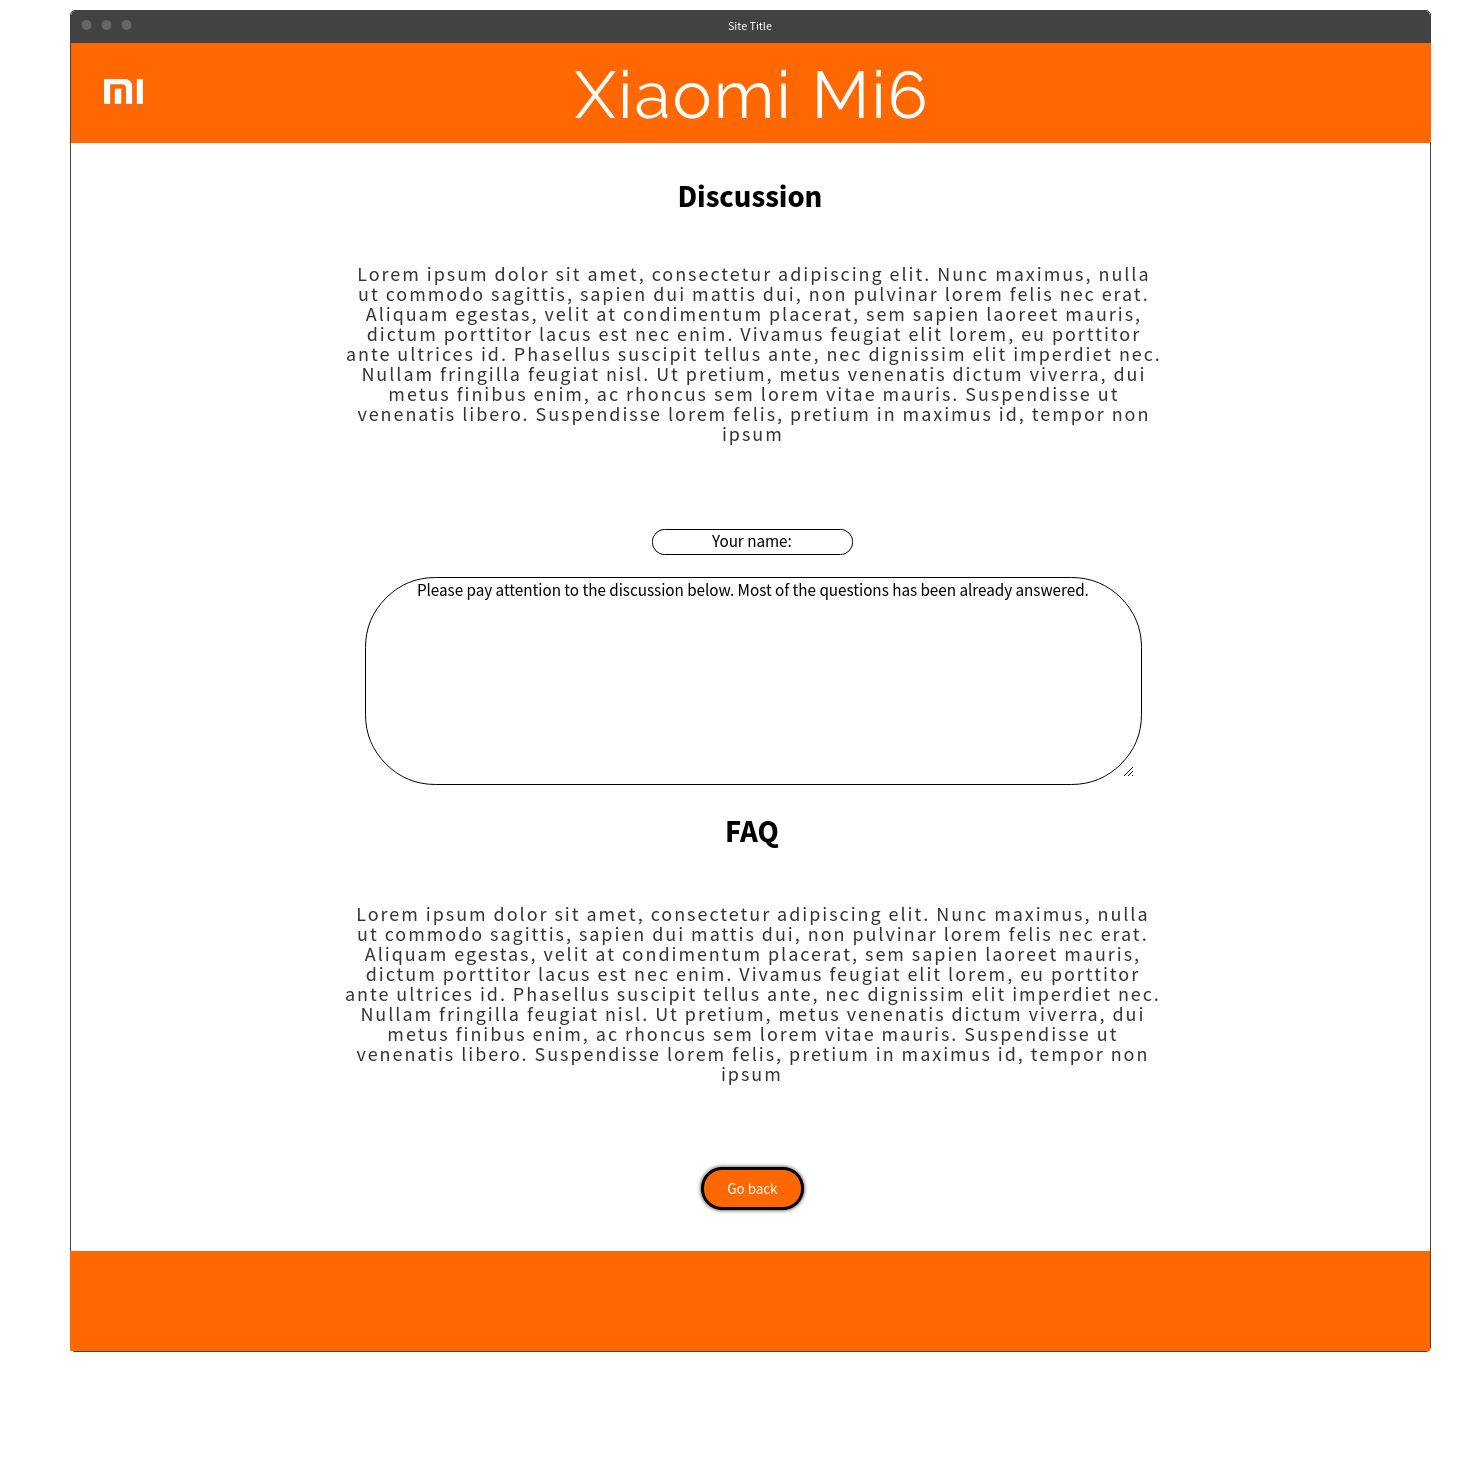 Site Title
mi
Xiaomi Mi6
Discussion
Lorem ipsum dolor sit amet, consectetur adipiscing elit. Nunc maximus, nulla
ut commodo sagittis, sapien dui mattis dui, non pulvinar lorem felis nec erat.
Aliquam egestas, velit at condimentum placerat, sem sapien laoreet mauris,
dictum porttitor lacus est nec enim. Vivamus feugiat elit lorem, eu porttitor
ante ultrices id. Phasellus suscipit tellus ante, nec dignissim elit imperdiet nec.
Nullam fringilla feugiat nisl. Ut pretium, metus venenatis dictum viverra, dui
metus finibus enim, ac rhoncus sem lorem vitae mauris. Suspendisse ut
venenatis libero. Suspendisse lorem felis, pretium in maximus id, tempor non
ipsum
Your name:
Please pay attention to the discussion below. Most of the questions has been already answered.
FAQ
Lorem ipsum dolor sit amet, consectetur adipiscing elit. Nunc maximus, nulla
ut commodo sagittis, sapien dui mattis dui, non pulvinar lorem felis nec erat.
Aliquam egestas, velit at condimentum placerat, sem sapien laoreet mauris,
dictum porttitor lacus est nec enim. Vivamus feugiat elit lorem, eu porttitor
ante ultrices id. Phasellus suscipit tellus ante, nec dignissim elit imperdiet nec.
Nullam fringilla feugiat nisl. Ut pretium, metus venenatis dictum viverra, dui
metus finibus enim, ac rhoncus sem lorem vitae mauris. Suspendisse ut
venenatis libero. Suspendisse lorem felis, pretium in maximus id, tempor non
ipsum
Go back